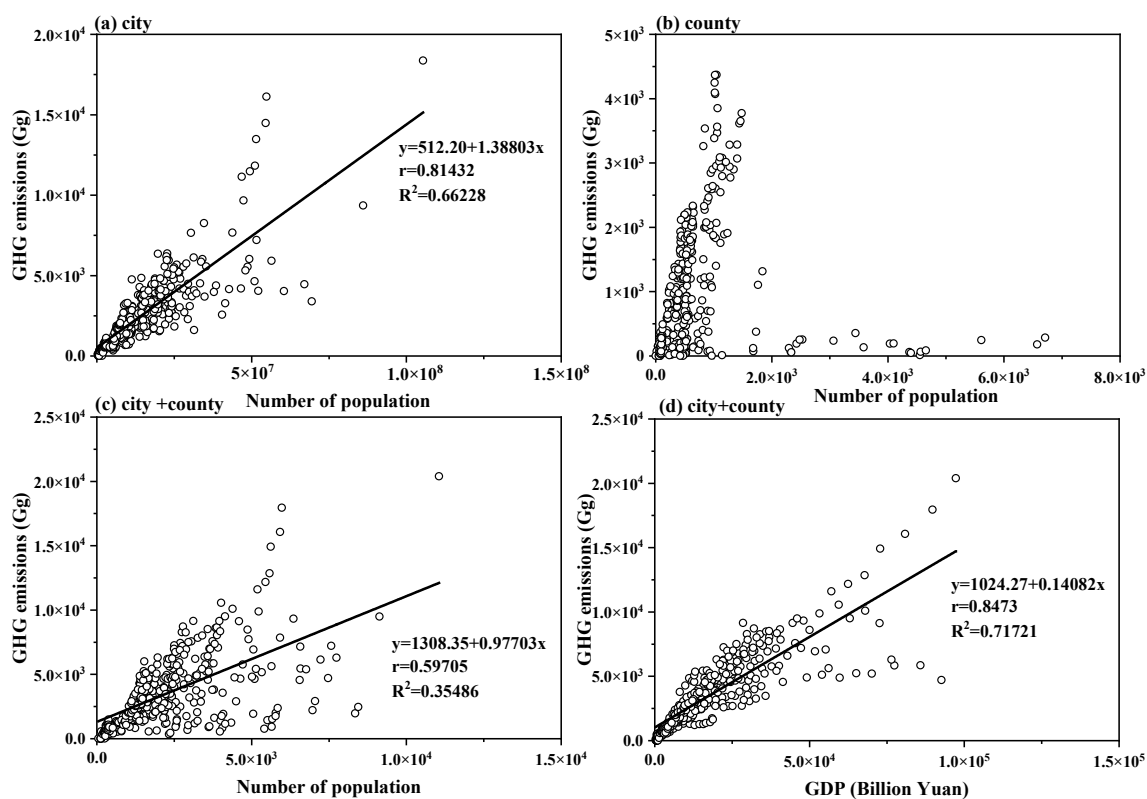 (a) city
2.0×10⁴
1.5×10⁴
1.0×10⁴
5.0×10³
0.0
GHG emissions (Gg)
y=512.20+1.38803x
r=0.81432
R²=0.66228
0.0
5×10⁷
1.0×10⁸
1.5×10⁸
Number of population
(b) county
5×10³
4×10³
3×10³
2×10³
1×10³
0
GHG emissions (Gg)
0.0
2.0×10³
4.0×10³
6.0×10³
8.0×10³
Number of population
(c) city +county
2.5×10⁴
2.0×10⁴
1.5×10⁴
1.0×10⁴
5.0×10³
0.0
GHG emissions (Gg)
y=1308.35+0.97703x
r=0.59705
R²=0.35486
0.0
5.0×10³
1.0×10⁴
1.5×10⁴
Number of population
(d) city+county
2.5×10⁴
2.0×10⁴
1.5×10⁴
1.0×10⁴
5.0×10³
0.0
GHG emissions (Gg)
y=1024.27+0.14082x
r=0.8473
R²=0.71721
0.0
5.0×10⁴
1.0×10⁵
1.5×10⁵
GDP (Billion Yuan)